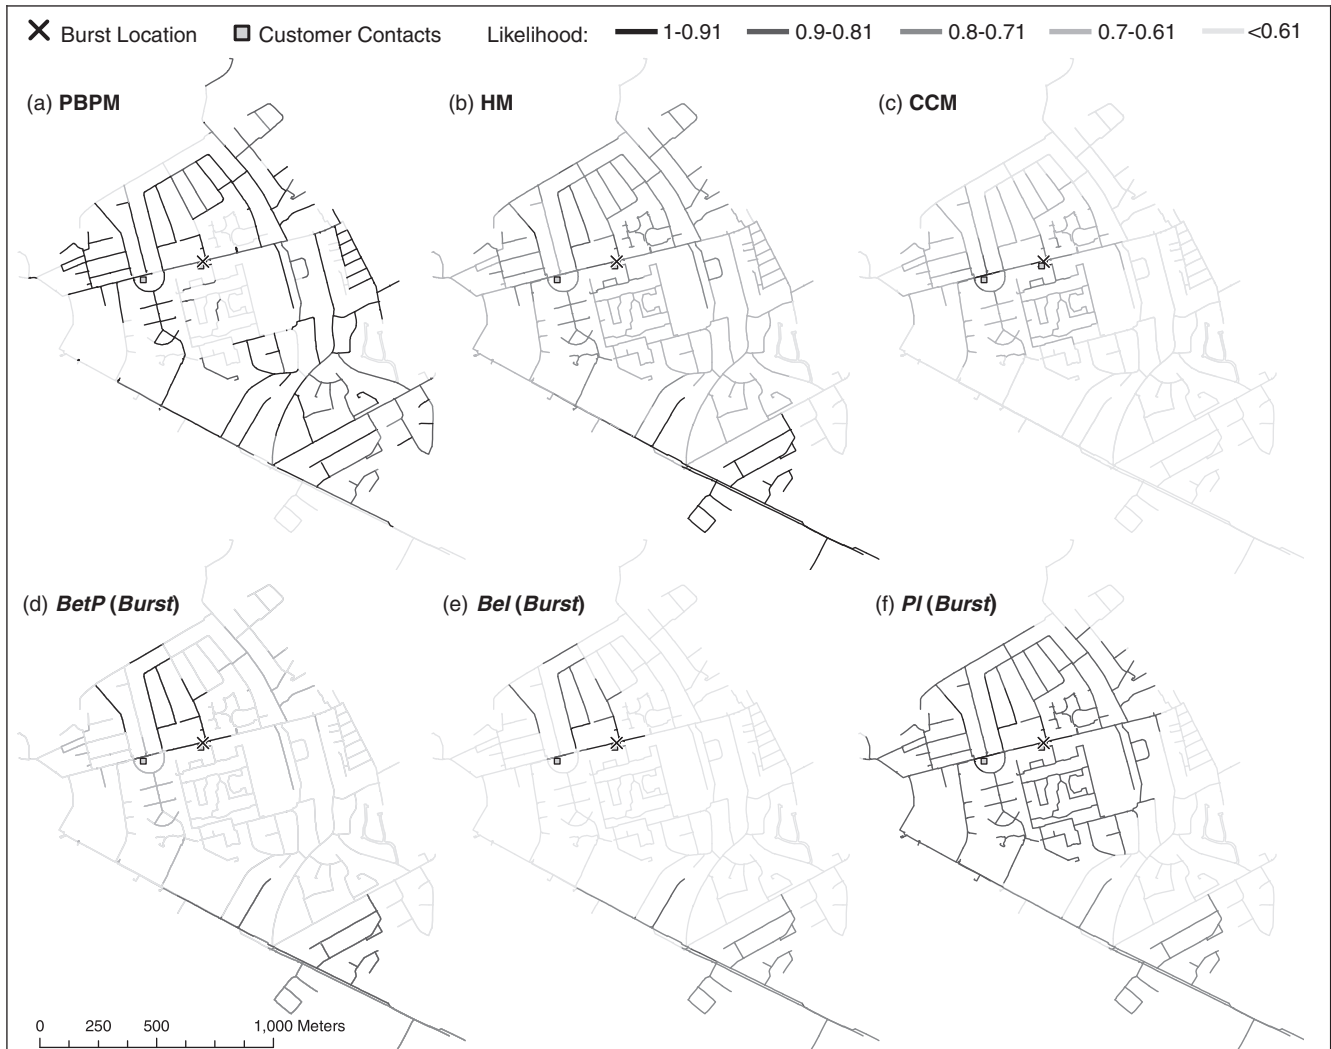 Burst Location Customer Contacts Likelihood: 1-0.91 0.9-0.81 0.8-0.71 0.7-0.61 <0.61
(a) PBPM (b) HM (c) CCM
(d) BetP (Burst) (e) Bel (Burst) (f) Pl (Burst)
0 250 500 1,000 Meters